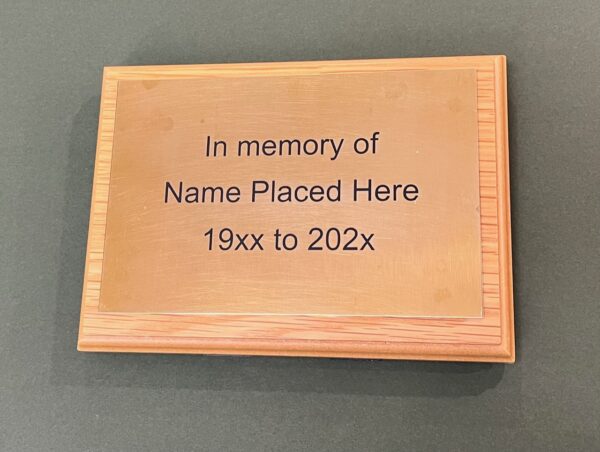 In memory of
Name Placed Here
19xx to 202x